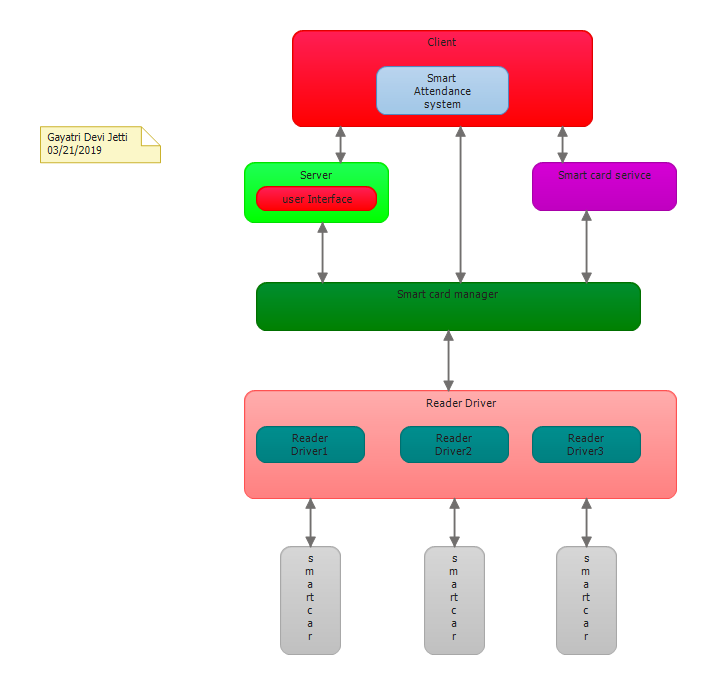 Client
Smart
Attendance
system
Gayatri Devi Jetti
03/21/2019
Server
user Interface
Smart card serivce
Smart card manager
Reader Driver
Reader
Driver1
Reader
Driver2
Reader
Driver3
s
m
a
rt
c
a
r
s
m
a
rt
c
a
r
s
m
a
rt
c
a
r